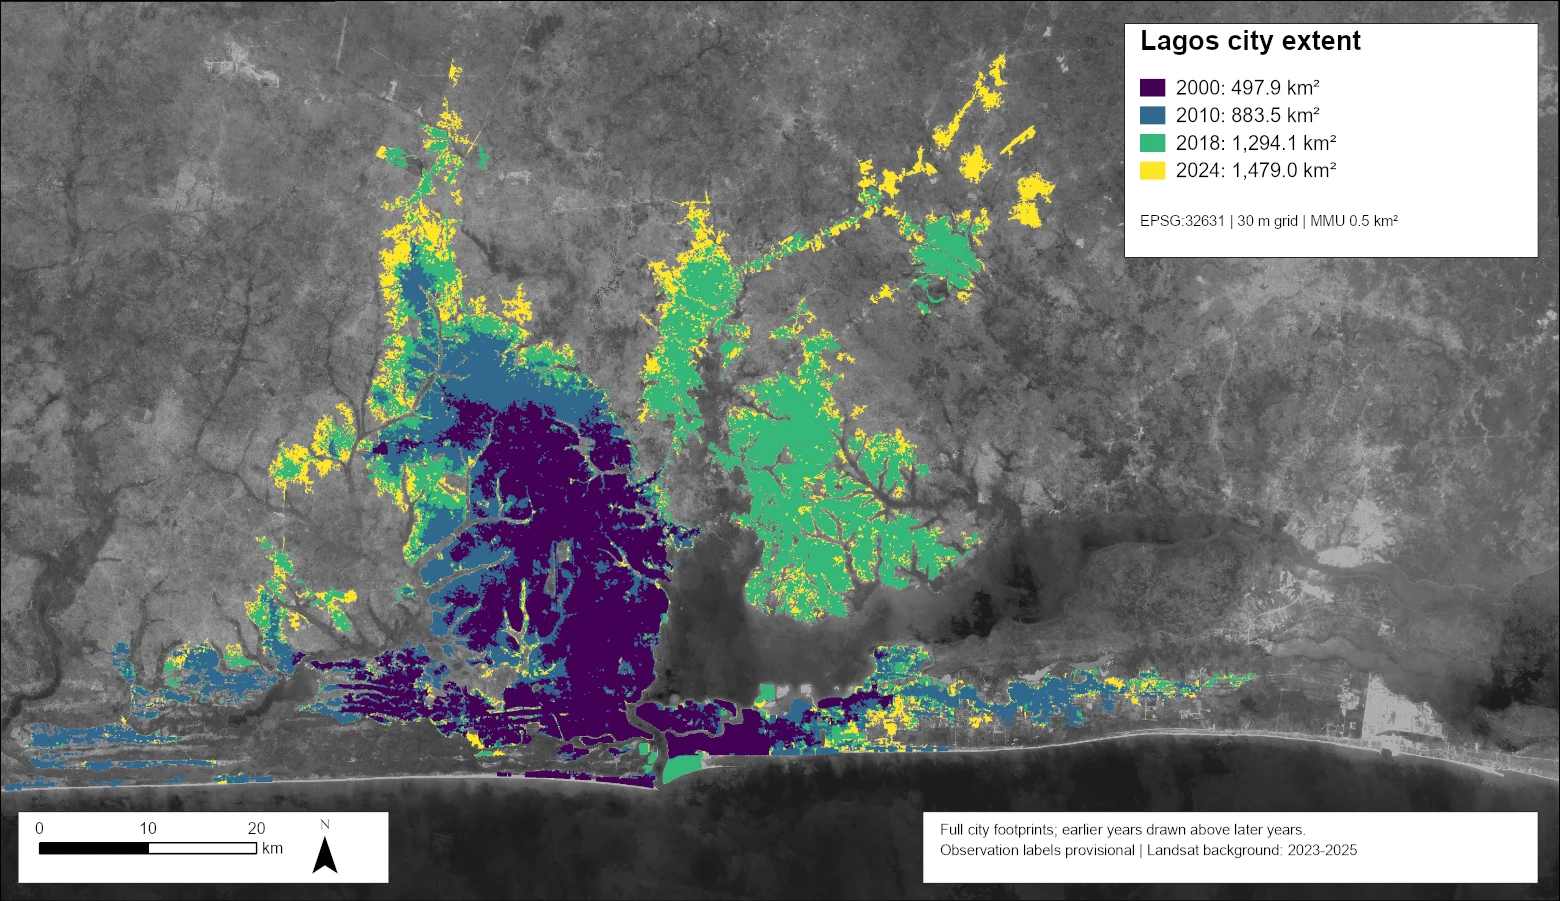 Lagos city extent
2000: 497.9 km²
2010: 883.5 km²
2018: 1,294.1 km²
2024: 1,479.0 km²
EPSG:32631 | 30 m grid | MMU 0.5 km²
0 10 20
km
N
Full city footprints; earlier years drawn above later years.
Observation labels provisional | Landsat background: 2023-2025